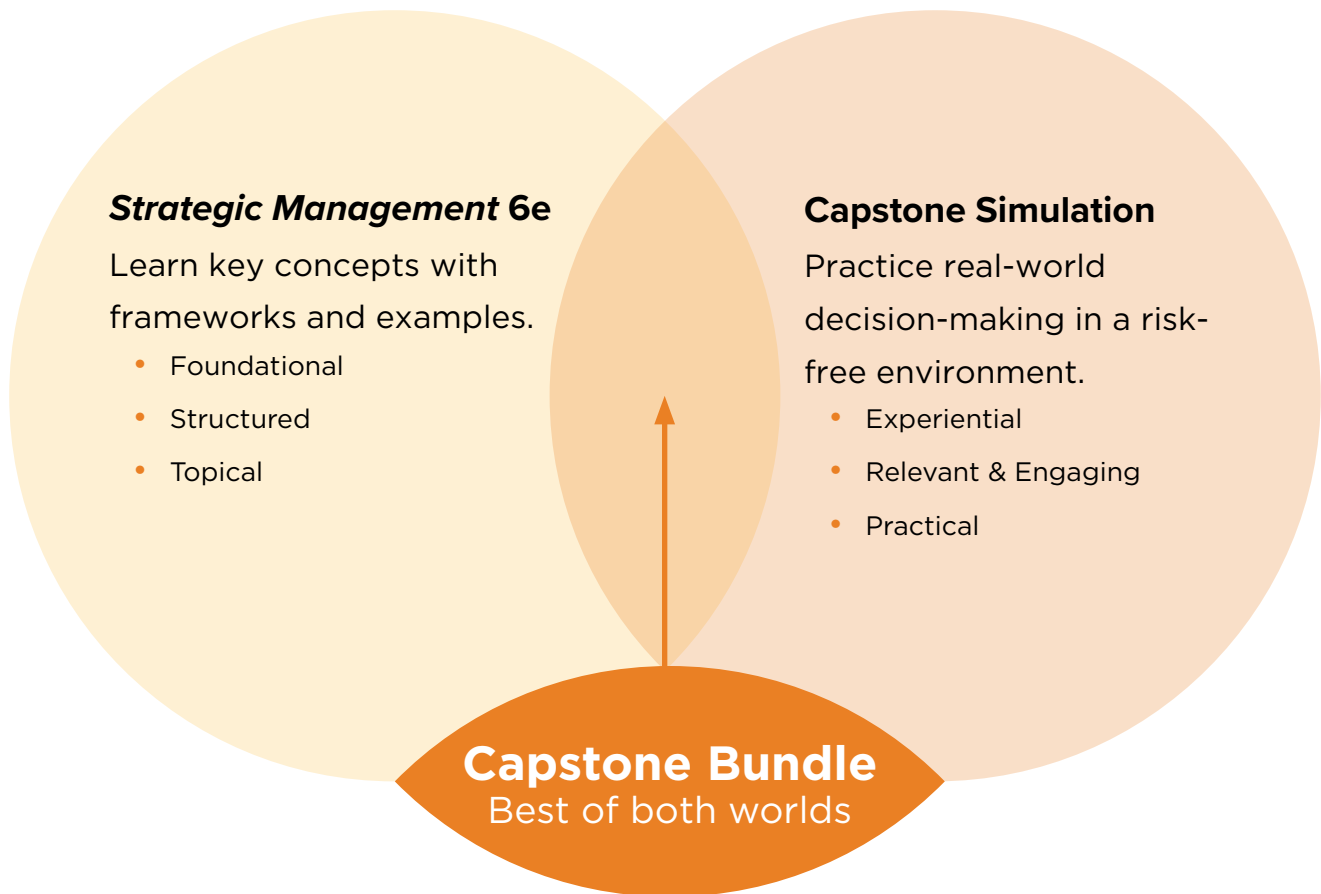 Strategic Management 6e
Learn key concepts with
frameworks and examples.
• Foundational
• Structured
• Topical
Capstone Simulation
Practice real-world
decision-making in a risk-
free environment.
• Experiential
• Relevant & Engaging
• Practical
Capstone Bundle
Best of both worlds